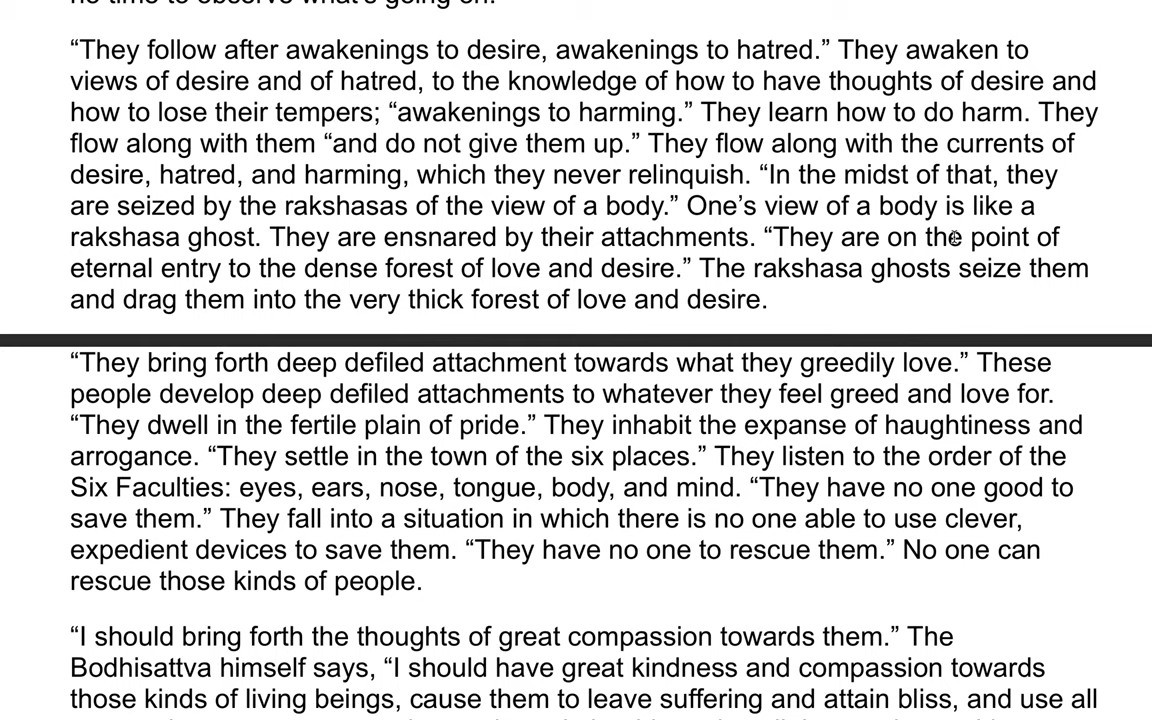 “They follow after awakenings to desire, awakenings to hatred.” They awaken to
views of desire and of hatred, to the knowledge of how to have thoughts of desire and
how to lose their tempers; “awakenings to harming.” They learn how to do harm. They
flow along with them “and do not give them up.” They flow along with the currents of
desire, hatred, and harming, which they never relinquish. “In the midst of that, they
are seized by the rakshasas of the view of a body.” One’s view of a body is like a
rakshasa ghost. They are ensnared by their attachments. “They are on the point of
eternal entry to the dense forest of love and desire.” The rakshasa ghosts seize them
and drag them into the very thick forest of love and desire.
“They bring forth deep defiled attachment towards what they greedily love.” These
people develop deep defiled attachments to whatever they feel greed and love for.
“They dwell in the fertile plain of pride.” They inhabit the expanse of haughtiness and
arrogance. “They settle in the town of the six places.” They listen to the order of the
Six Faculties: eyes, ears, nose, tongue, body, and mind. “They have no one good to
save them.” They fall into a situation in which there is no one able to use clever,
expedient devices to save them. “They have no one to rescue them.” No one can
rescue those kinds of people.
“I should bring forth the thoughts of great compassion towards them.” The
Bodhisattva himself says, “I should have great kindness and compassion towards
those kinds of living beings, cause them to leave suffering and attain bliss, and use all